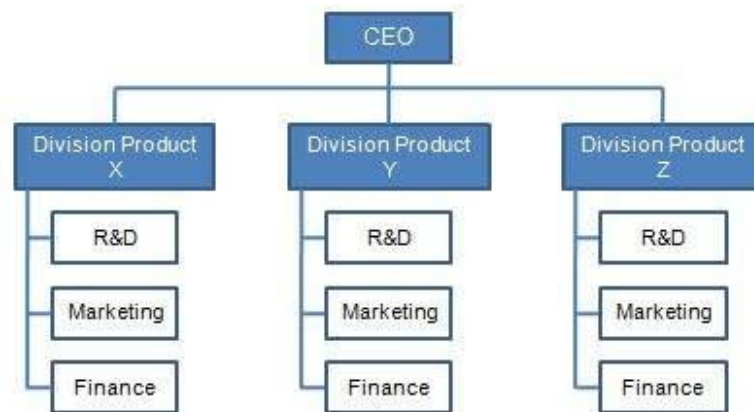 CEO
Division Product
X
R&D
Marketing
Finance
Division Product
Y
R&D
Marketing
Finance
Division Product
Z
R&D
Marketing
Finance